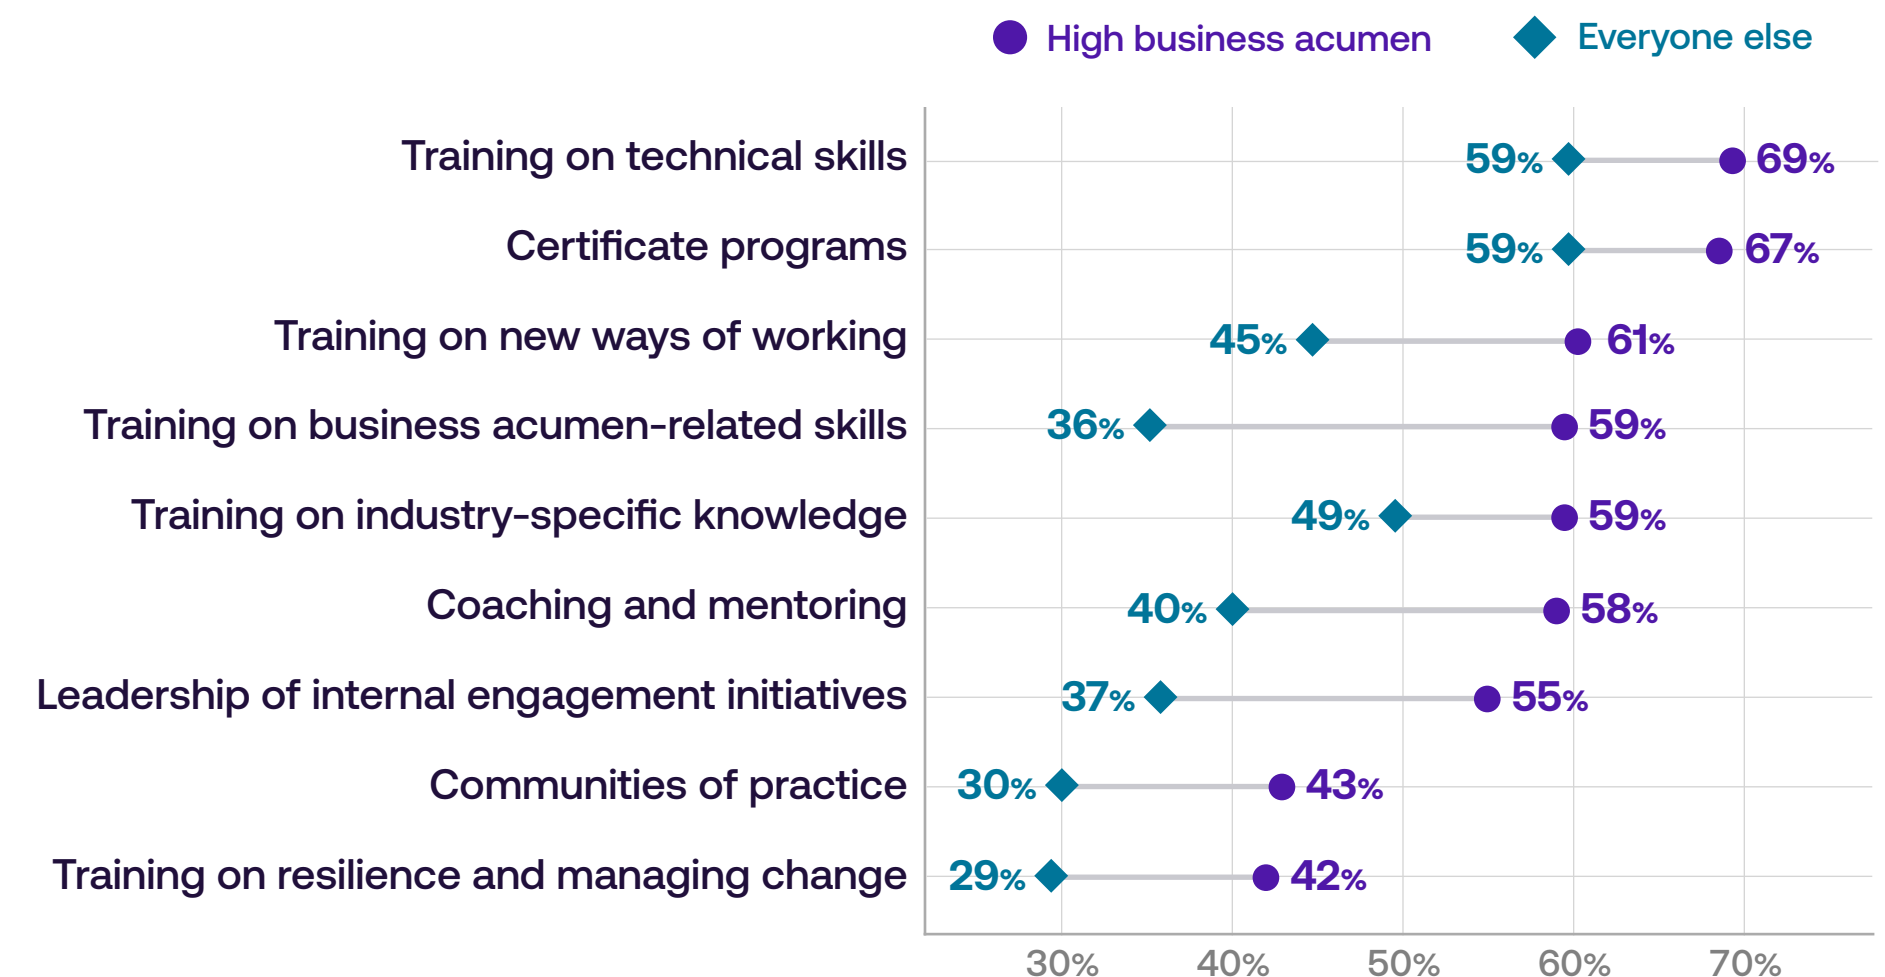 High business acumen Everyone else
Training on technical skills 59% 69%
Certificate programs 59% 67%
Training on new ways of working 45% 61%
Training on business acumen-related skills 36% 59%
Training on industry-specific knowledge 49% 59%
Coaching and mentoring 40% 58%
Leadership of internal engagement initiatives 37% 55%
Communities of practice 30% 43%
Training on resilience and managing change 29% 42%
30% 40% 50% 60% 70%